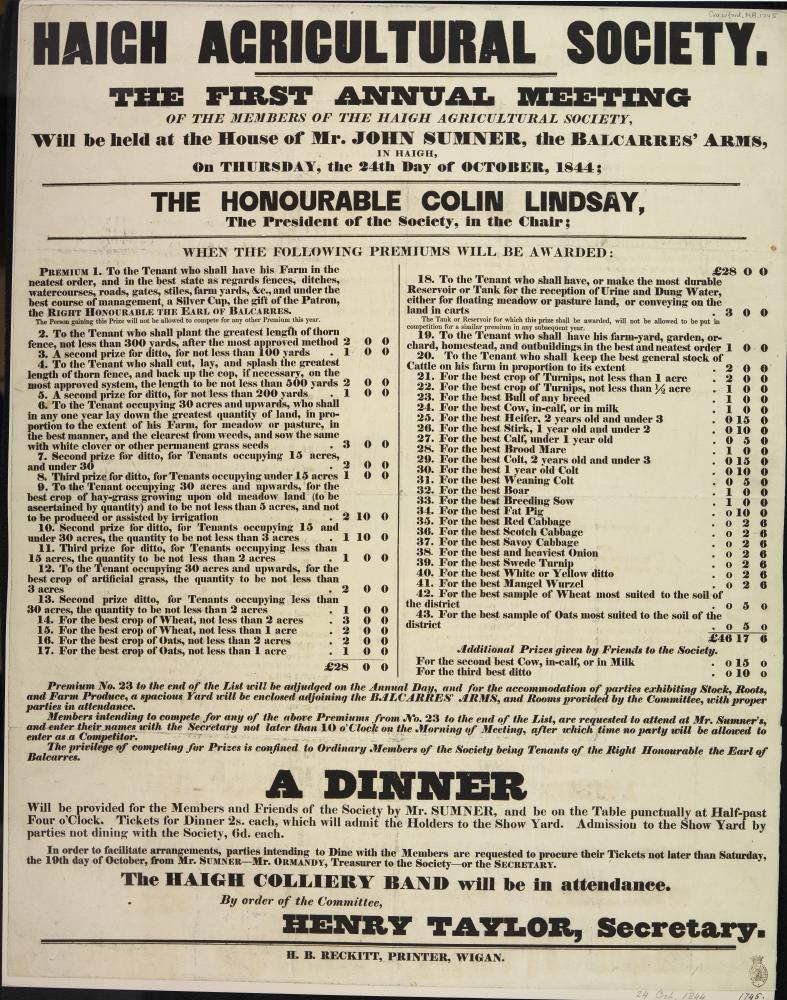 Crawford, MB. 1745
HAIGH AGRICULTURAL SOCIETY.
THE FIRST ANNUAL MEETING
OF THE MEMBERS OF THE HAIGH AGRICULTURAL SOCIETY,
Will be held at the House of Mr. JOHN SUMNER, the BALCARRES' ARMS,
IN HAIGH,
On THURSDAY, the 24th Day of OCTOBER, 1844;
THE HONOURABLE COLIN LINDSAY,
The President of the Society, in the Chair;
WHEN THE FOLLOWING PREMIUMS WILL BE AWARDED:
PREMIUM 1. To the Tenant who shall have his Farm in the
neatest order, and in the best state as regards fences, ditches,
watercourses, roads, gates, stiles, farm yards, &c., and under the
best course of management, a Silver Cup, the gift of the Patron,
the RIGHT HONOURABLE THE EARL OF BALCARRES.
The Person gaining this Prize will not be allowed to compete for any other Premium this year.
2. To the Tenant who shall plant the greatest length of thorn
fence, not less than 300 yards, after the most approved method 2 0 0
3. A second prize for ditto, for not less than 100 yards . 1 0 0
4. To the Tenant who shall cut, lay, and splash the greatest
length of thorn fence, and back up the cop, if necessary, on the
most approved system, the length to be not less than 500 yards 2 0 0
5. A second prize for ditto, for not less than 200 yards . 1 0 0
6. To the Tenant occupying 30 acres and upwards, who shall
in any one year lay down the greatest quantity of land, in pro-
portion to the extent of his Farm, for meadow or pasture, in
the best manner, and the clearest from weeds, and sow the same
with white clover or other permanent grass seeds . 3 0 0
7. Second prize for ditto, for Tenants occupying 15 acres,
and under 30 . 2 0 0
8. Third prize for ditto, for Tenants occupying under 15 acres 1 0 0
9. To the Tenant occupying 30 acres and upwards, for the
best crop of hay-grass growing upon old meadow land (to be
ascertained by quantity) and to be not less than 5 acres, and not
to be produced or assisted by irrigation . 2 10 0
10. Second prize for ditto, for Tenants occupying 15 and
under 30 acres, the quantity to be not less than 3 acres . 1 10 0
11. Third prize for ditto, for Tenants occupying less than
15 acres, the quantity to be not less than 2 acres . 1 0 0
12. To the Tenant occupying 30 acres and upwards, for the
best crop of artificial grass, the quantity to be not less than
3 acres . 2 0 0
13. Second prize ditto, for Tenants occupying less than
30 acres, the quantity to be not less than 2 acres . 1 0 0
14. For the best crop of Wheat, not less than 2 acres . 3 0 0
15. For the best crop of Wheat, not less than 1 acre . 2 0 0
16. For the best crop of Oats, not less than 2 acres . 2 0 0
17. For the best crop of Oats, not less than 1 acre . 1 0 0
£28 0 0
£28 0 0
18. To the Tenant who shall have, or make the most durable
Reservoir or Tank for the reception of Urine and Dung Water,
either for floating meadow or pasture land, or conveying on the
land in carts . 3 0 0
The Tank or Reservoir for which this prize shall be awarded, will not be allowed to be put in
competition for a similar premium in any subsequent year.
19. To the Tenant who shall have his farm-yard, garden, or-
chard, homestead, and outbuildings in the best and neatest order 1 0 0
20. To the Tenant who shall keep the best general stock of
Cattle on his farm in proportion to its extent . 2 0 0
21. For the best crop of Turnips, not less than 1 acre . 2 0 0
22. For the best crop of Turnips, not less than ½ acre . 1 0 0
23. For the best Bull of any breed . 1 0 0
24. For the best Cow, in-calf, or in milk . 1 0 0
25. For the best Heifer, 2 years old and under 3 . 0 15 0
26. For the best Stirk, 1 year old and under 2 . 0 10 0
27. For the best Calf, under 1 year old . 0 5 0
28. For the best Brood Mare . 1 0 0
29. For the best Colt, 2 years old and under 3 . 0 15 0
30. For the best 1 year old Colt . 0 10 0
31. For the best Weaning Colt . 0 5 0
32. For the best Boar . 1 0 0
33. For the best Breeding Sow . 1 0 0
34. For the best Fat Pig . 0 10 0
35. For the best Red Cabbage . 0 2 6
36. For the best Scotch Cabbage . 0 2 6
37. For the best Savoy Cabbage . 0 2 6
38. For the best and heaviest Onion . 0 2 6
39. For the best Swede Turnip . 0 2 6
40. For the best White or Yellow ditto . 0 2 6
41. For the best Mangel Wurzel . 0 2 6
42. For the best sample of Wheat most suited to the soil of
the district . 0 5 0
43. For the best sample of Oats most suited to the soil of the
district . 0 5 0
£46 17 6
Additional Prizes given by Friends to the Society.
For the second best Cow, in-calf, or in Milk . 0 15 0
For the third best ditto . 0 10 0
Premium No. 23 to the end of the List will be adjudged on the Annual Day, and for the accommodation of parties exhibiting Stock, Roots,
and Farm Produce, a spacious Yard will be enclosed adjoining the BALCARRES' ARMS, and Rooms provided by the Committee, with proper
parties in attendance.
Members intending to compete for any of the above Premiums from No. 23 to the end of the List, are requested to attend at Mr. Sumner's,
and enter their names with the Secretary not later than 10 o'Clock on the Morning of Meeting, after which time no party will be allowed to
enter as a Competitor.
The privilege of competing for Prizes is confined to Ordinary Members of the Society being Tenants of the Right Honourable the Earl of
Balcarres.
A DINNER
Will be provided for the Members and Friends of the Society by Mr. SUMNER, and be on the Table punctually at Half-past
Four o'Clock. Tickets for Dinner 2s. each, which will admit the Holders to the Show Yard. Admission to the Show Yard by
parties not dining with the Society, 6d. each.
In order to facilitate arrangements, parties intending to Dine with the Members are requested to procure their Tickets not later than Saturday,
the 19th day of October, from Mr. SUMNER—Mr. ORMANDY, Treasurer to the Society—or the SECRETARY.
The HAIGH COLLIERY BAND will be in attendance.
By order of the Committee,
HENRY TAYLOR, Secretary.
H. B. RECKITT, PRINTER, WIGAN.
24 Oct. 1844
1745.